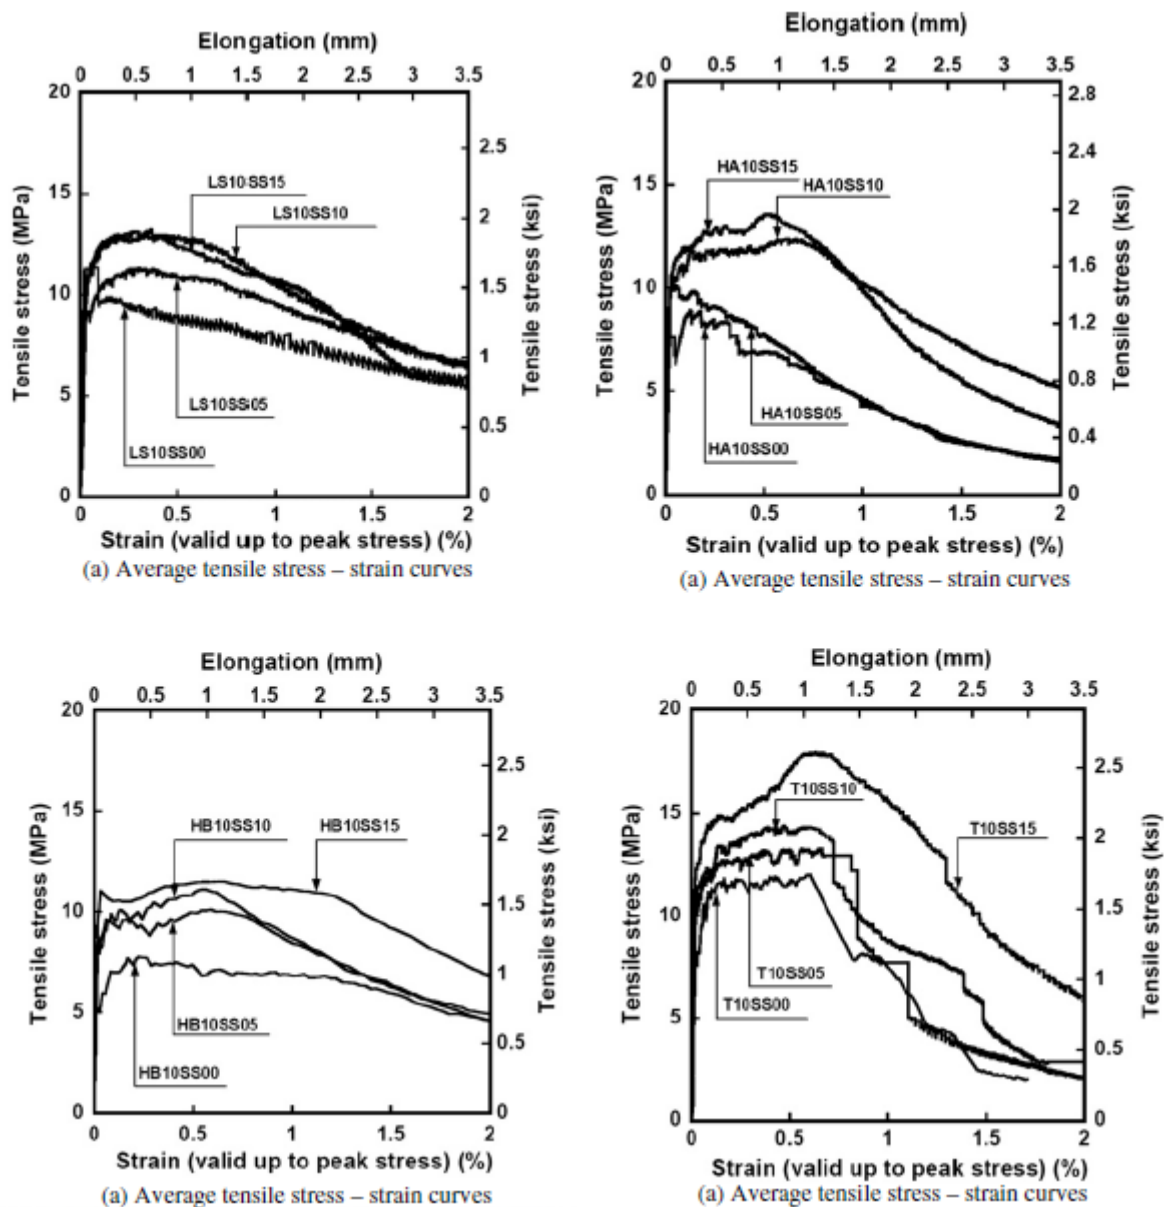 Elongation (mm)
0 0.5 1 1.5 2 2.5 3 3.5
20
15
10
5
0
Tensile stress (MPa)
LS10SS15
LS10SS10
LS10SS05
LS10SS00
2.5
2
1.5
1
0.5
0
Tensile stress (ksi)
0 0.5 1 1.5 2
Strain (valid up to peak stress) (%)
(a) Average tensile stress – strain curves
Elongation (mm)
0 0.5 1 1.5 2 2.5 3 3.5
20
15
10
5
0
Tensile stress (MPa)
HA10SS15
HA10SS10
HA10SS05
HA10SS00
2.8
2.4
2
1.6
1.2
0.8
0.4
0
Tensile stress (ksi)
0 0.5 1 1.5 2
Strain (valid up to peak stress) (%)
(a) Average tensile stress – strain curves
Elongation (mm)
0 0.5 1 1.5 2 2.5 3 3.5
20
15
10
5
0
Tensile stress (MPa)
HB10SS10
HB10SS15
HB10SS05
HB10SS00
2.5
2
1.5
1
0.5
0
Tensile stress (ksi)
0 0.5 1 1.5 2
Strain (valid up to peak stress) (%)
(a) Average tensile stress – strain curves
Elongation (mm)
0 0.5 1 1.5 2 2.5 3 3.5
20
15
10
5
0
Tensile stress (MPa)
T10SS10
T10SS15
T10SS05
T10SS00
2.5
2
1.5
1
0.5
0
Tensile stress (ksi)
0 0.5 1 1.5 2
Strain (valid up to peak stress) (%)
(a) Average tensile stress – strain curves